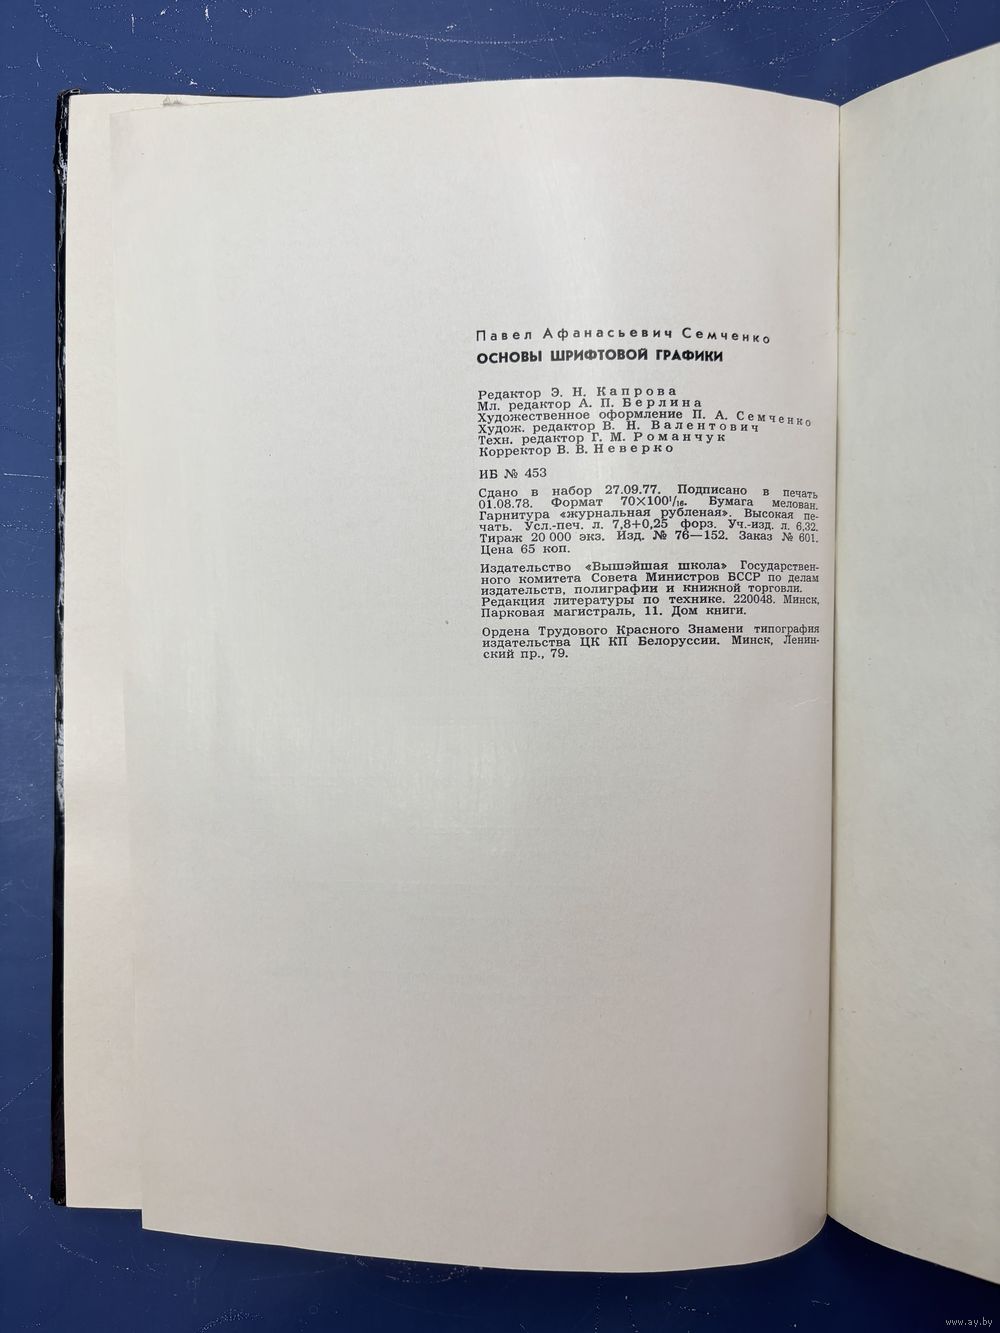 Павел Афанасьевич Семченко
ОСНОВЫ ШРИФТОВОЙ ГРАФИКИ
Редактор Э. Н. Капрова
Мл. редактор А. П. Берлина
Художественное оформление П. А. Семченко
Худож. редактор В. Н. Валентович
Техн. редактор Г. М. Романчук
Корректор В. В. Неверко
ИБ № 453
Сдано в набор 27.09.77. Подписано в печать
01.08.78. Формат 70×100¹/₁₆. Бумага мелован.
Гарнитура «журнальная рубленая». Высокая пе-
чать. Усл.-печ. л. 7,8+0,25 форз. Уч.-изд. л. 6,32.
Тираж 20 000 экз. Изд. № 76—152. Заказ № 601.
Цена 65 коп.
Издательство «Вышэйшая школа» Государствен-
ного комитета Совета Министров БССР по делам
издательств, полиграфии и книжной торговли.
Редакция литературы по технике. 220048. Минск,
Парковая магистраль, 11. Дом книги.
Ордена Трудового Красного Знамени типография
издательства ЦК КП Белоруссии. Минск, Ленин-
ский пр., 79.
www.ay.by